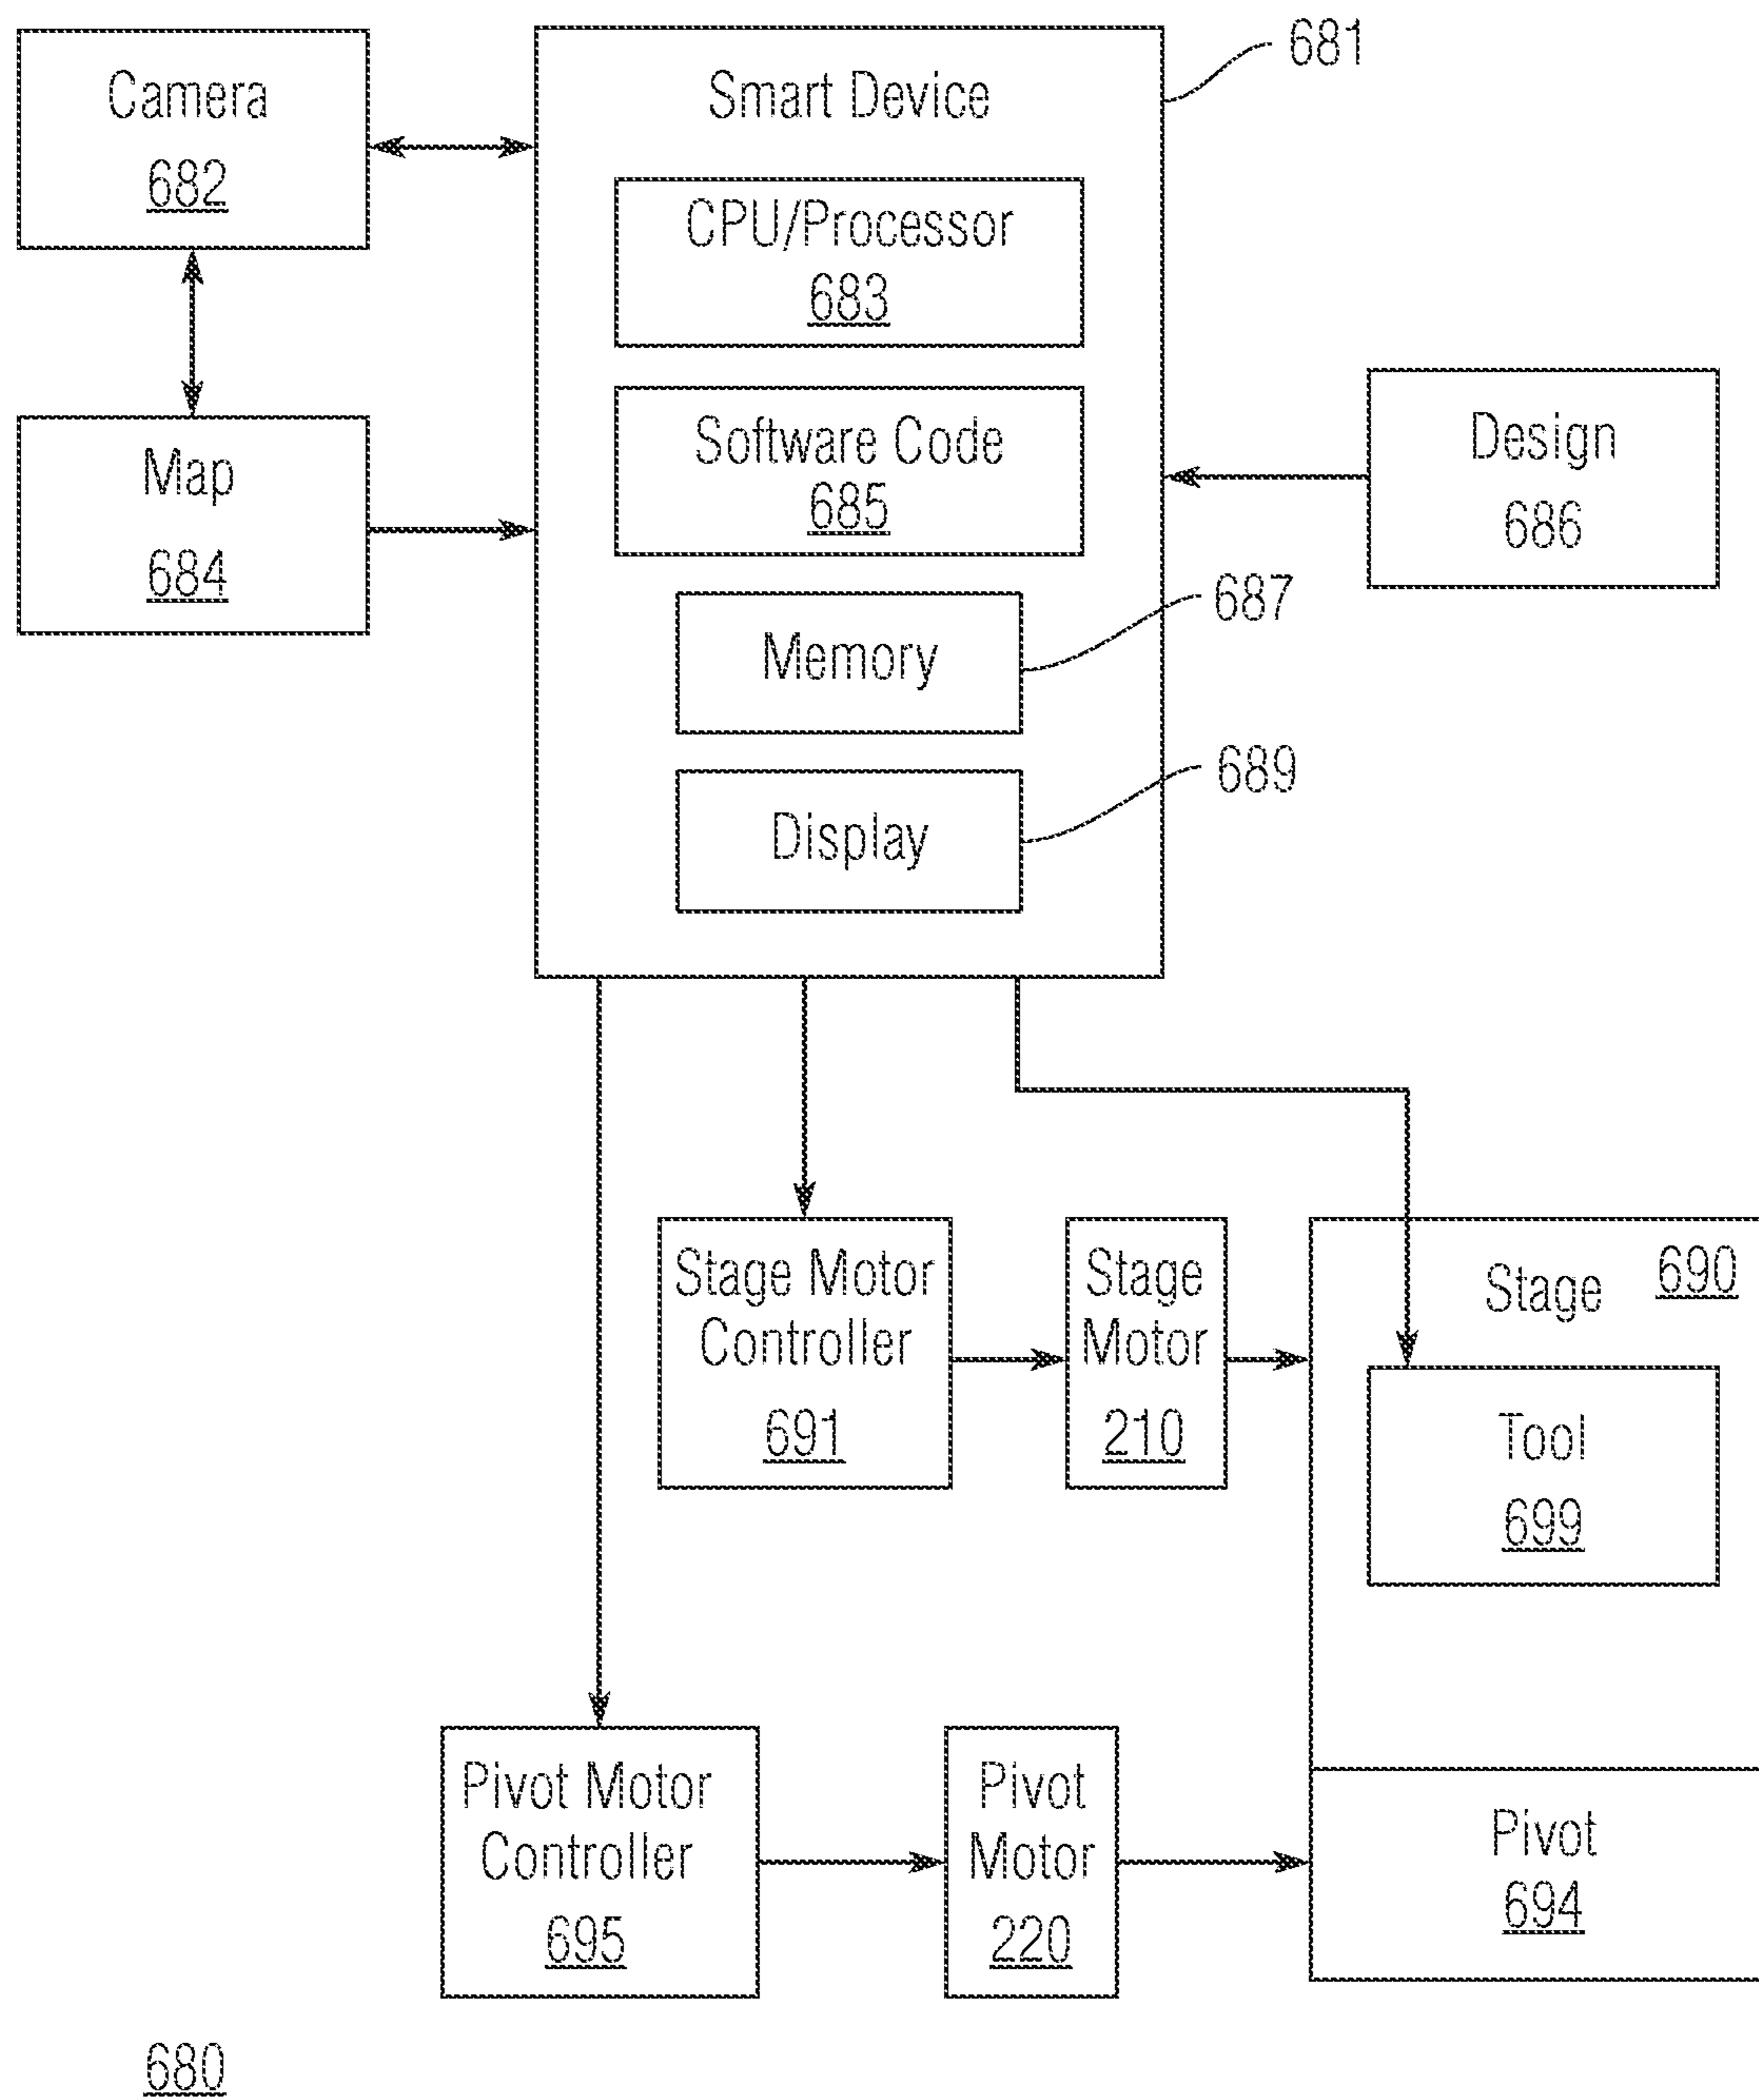 Camera
682
Smart Device
681
CPU/Processor
683
Software Code
685
Map
684
Design
686
Memory
687
Display
689
Stage Motor
Controller
691
Stage
Motor
210
Stage
690
Tool
699
Pivot Motor
Controller
695
Pivot
Motor
220
Pivot
694
680